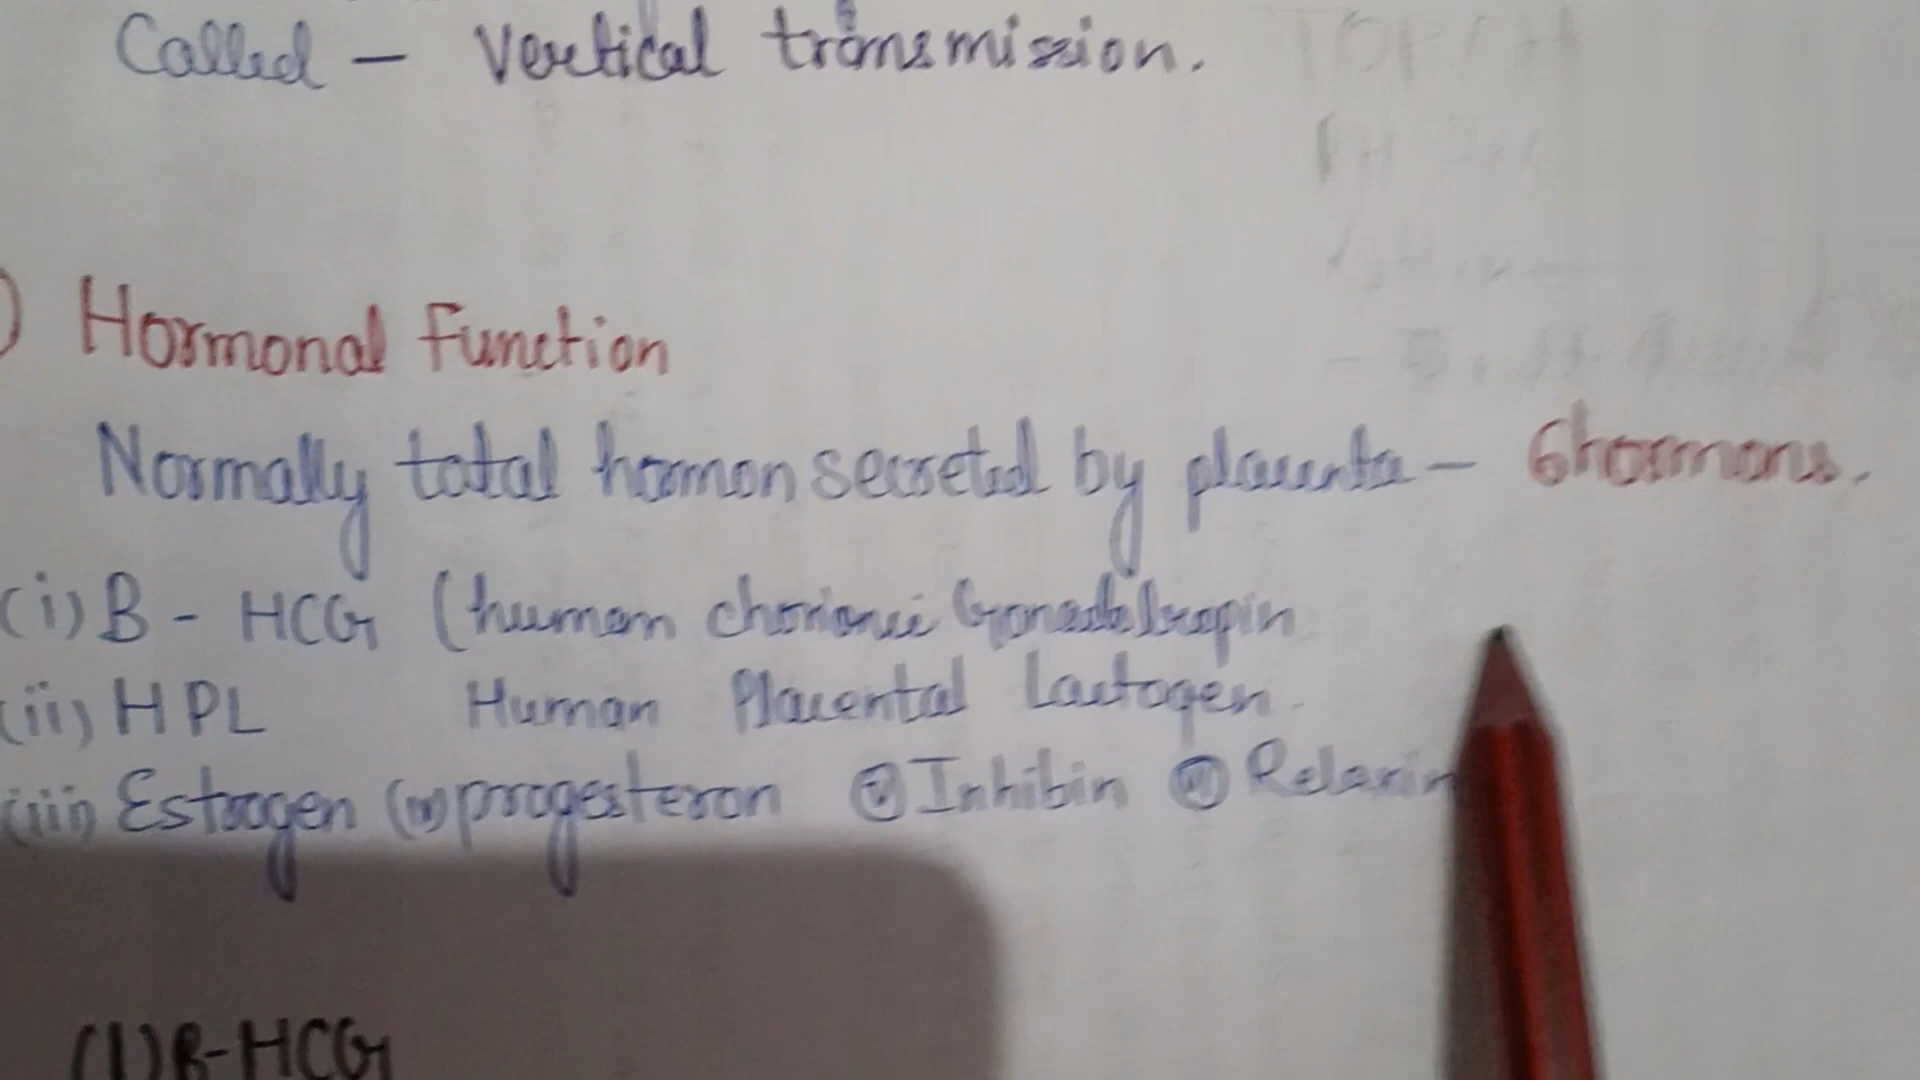 Called - Vertical transmission.
) Hormonal function
Normally total hormon secreted by placenta - 6 hormons.
(i) B - HCG (human chorionic Gonadotropin
(ii) HPL Human Placental Lactogen.
(iii) Estrogen (iv) progesteron (v) Inhibin (vi) Relaxin
(1) B-HCG